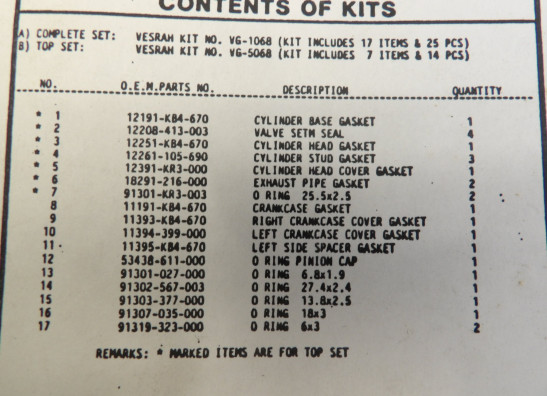 CONTENTS OF KITS
A) COMPLETE SET: VESRAH KIT NO. VG-1068 (KIT INCLUDES 17 ITEMS & 25 PCS)
B) TOP SET: VESRAH KIT NO. VG-5068 (KIT INCLUDES 7 ITEMS & 14 PCS)
NO. O.E.M.PARTS NO. DESCRIPTION QUANTITY
* 1 12191-KB4-670 CYLINDER BASE GASKET 1
* 2 12208-413-003 VALVE SETM SEAL 4
* 3 12251-KB4-670 CYLINDER HEAD GASKET 1
* 4 12261-105-690 CYLINDER STUD GASKET 3
* 5 12391-KR3-000 CYLINDER HEAD COVER GASKET 1
* 6 18291-216-000 EXHAUST PIPE GASKET 2
* 7 91301-KR3-003 O RING 25.5x2.5 2
8 11191-KB4-670 CRANKCASE GASKET 1
9 11393-KB4-670 RIGHT CRANKCASE COVER GASKET 1
10 11394-399-000 LEFT CRANKCASE COVER GASKET 1
11 11395-KB4-670 LEFT SIDE SPACER GASKET 1
12 53438-611-000 O RING PINION CAP 1
13 91301-027-000 O RING 6.8x1.9 1
14 91302-567-003 O RING 27.4x2.4 1
15 91303-377-000 O RING 13.8x2.5 1
16 91307-035-000 O RING 18x3 1
17 91319-323-000 O RING 6x3 2
REMARKS: * MARKED ITEMS ARE FOR TOP SET